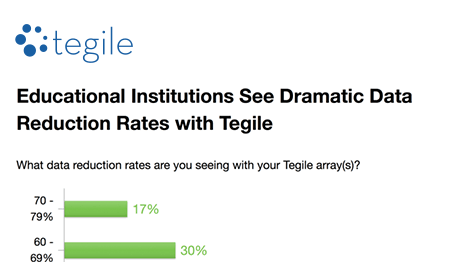 tegile
Educational Institutions See Dramatic Data
Reduction Rates with Tegile
What data reduction rates are you seeing with your Tegile array(s)?
70 -
79%
17%
60 -
69%
30%